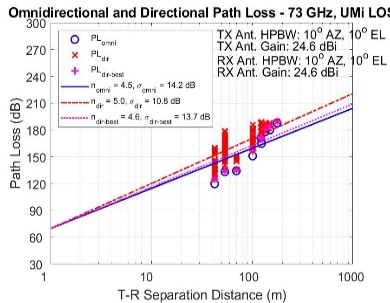 Omnidirectional and Directional Path Loss - 73 GHz, UMi LOS
TX Ant. HPBW: 10° AZ, 10° EL
TX Ant. Gain: 24.6 dBi
RX Ant. HPBW: 10° AZ, 10° EL
RX Ant. Gain: 24.6 dBi
PLomni
PLdir
PLdir-best
nomni = 4.5, σomni = 14.2 dB
ndir = 5.0, σdir = 10.8 dB
ndir-best = 4.6, σdir-best = 13.7 dB
Path Loss (dB)
300
270
240
210
180
150
120
90
60
30
1
10
100
1000
T-R Separation Distance (m)